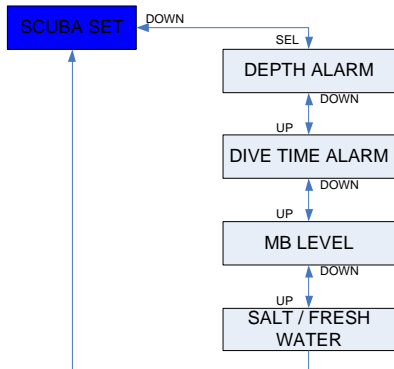 SCUBA SET
DOWN
SEL
DEPTH ALARM
DOWN
UP
DIVE TIME ALARM
DOWN
UP
MB LEVEL
DOWN
UP
SALT / FRESH
WATER